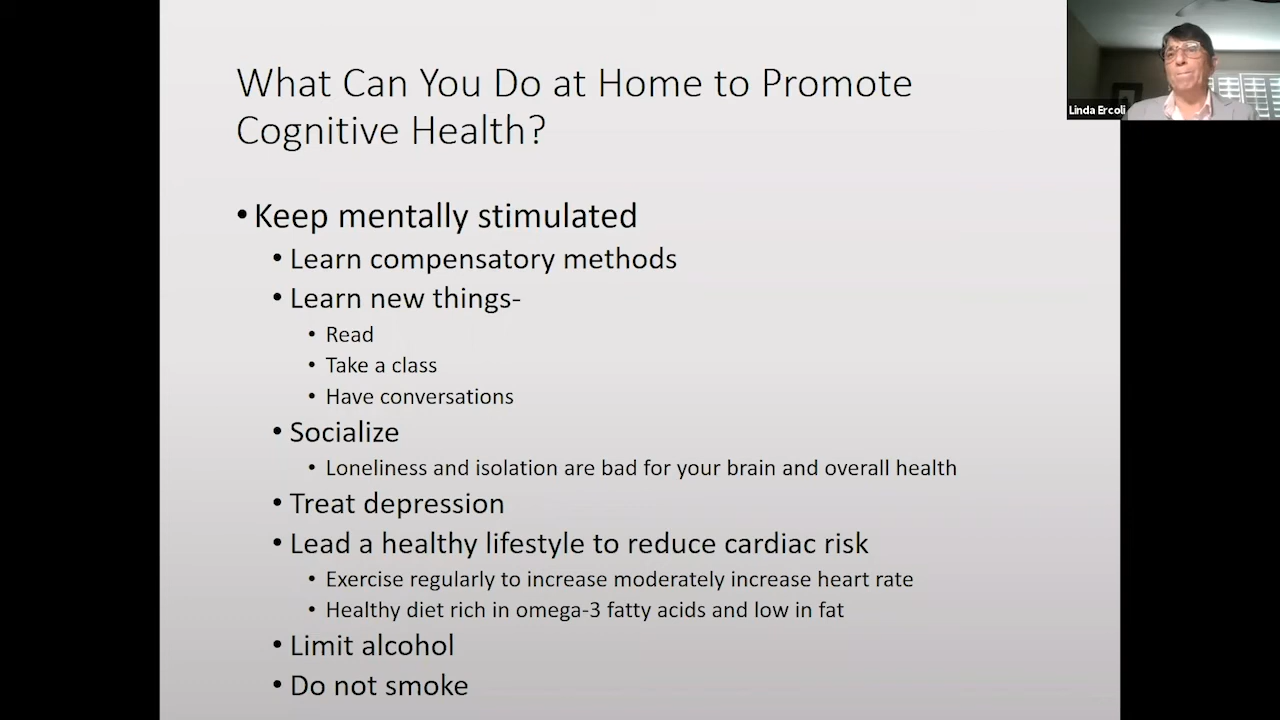 What Can You Do at Home to Promote
Cognitive Health?
• Keep mentally stimulated
• Learn compensatory methods
• Learn new things-
• Read
• Take a class
• Have conversations
• Socialize
• Loneliness and isolation are bad for your brain and overall health
• Treat depression
• Lead a healthy lifestyle to reduce cardiac risk
• Exercise regularly to increase moderately increase heart rate
• Healthy diet rich in omega-3 fatty acids and low in fat
• Limit alcohol
• Do not smoke
Linda Ercoli